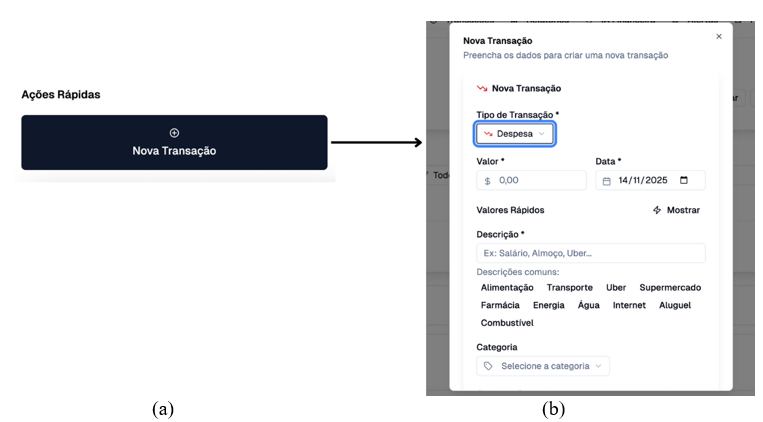 Ações Rápidas
Nova Transação
(a)
Nova Transação
Preencha os dados para criar uma nova transação
Nova Transação
Tipo de Transação *
Despesa
Valor * Data *
$ 0,00 14/11/2025
Valores Rápidos Mostrar
Descrição *
Ex: Salário, Almoço, Uber...
Descrições comuns:
Alimentação Transporte Uber Supermercado
Farmácia Energia Água Internet Aluguel
Combustível
Categoria
Selecione a categoria
(b)